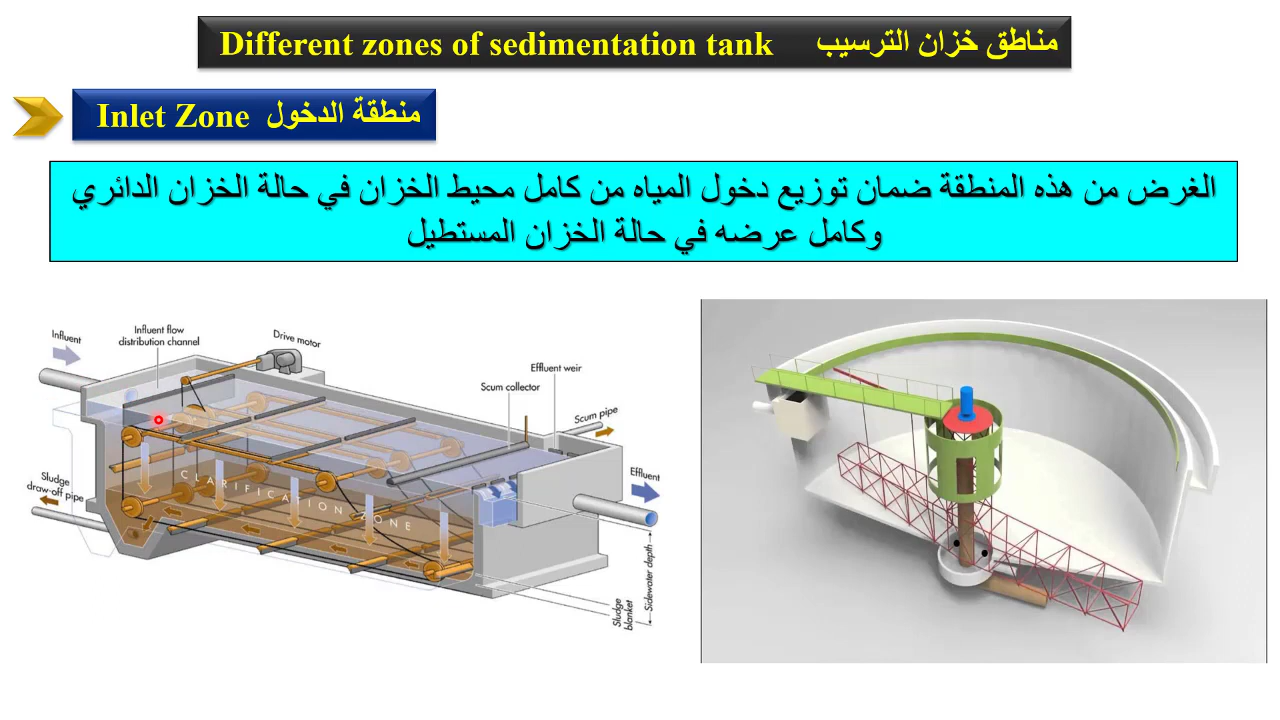 Different zones of sedimentation tank مناطق خزان الترسيب
Inlet Zone منطقة الدخول
الغرض من هذه المنطقة ضمان توزيع دخول المياه من كامل محيط الخزان في حالة الخزان الدائري
وكامل عرضه في حالة الخزان المستطيل
Influent
Influent flow
distribution channel
Drive motor
Effluent weir
Scum collector
Scum pipe
Effluent
Sludge
draw-off pipe
CLARIFICATION ZONE
Sidewater depth
Sludge
blanket